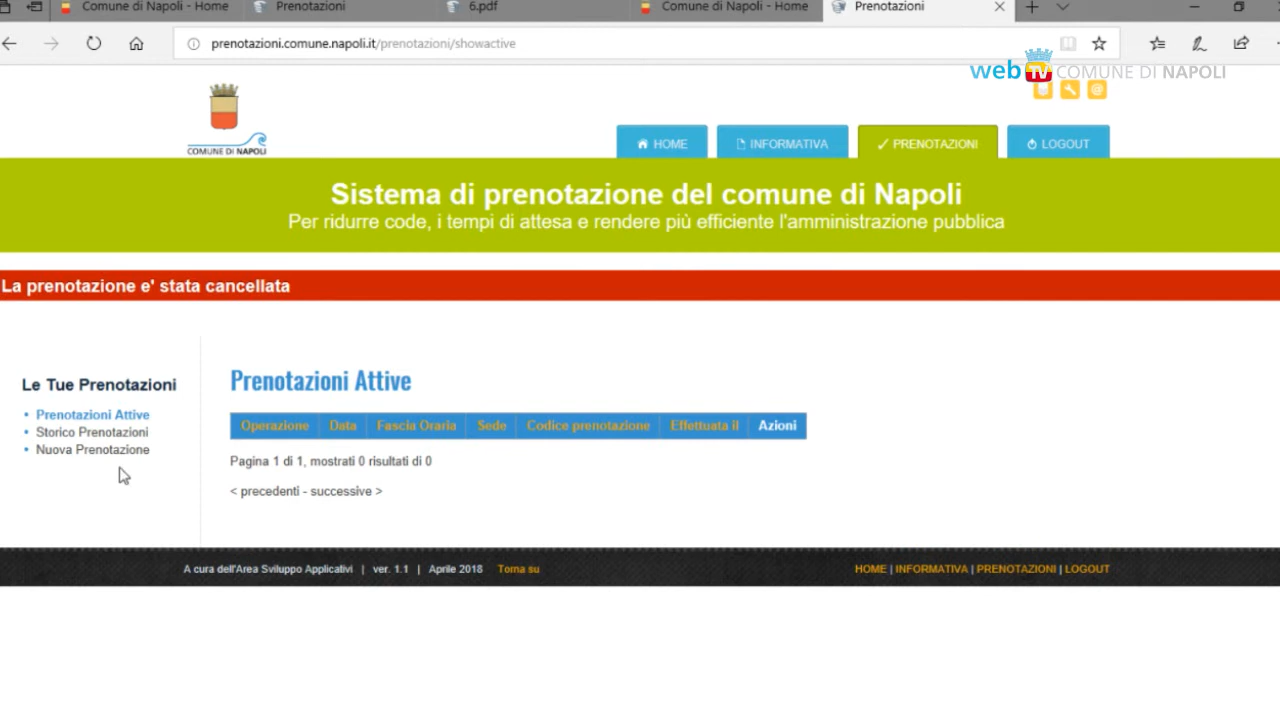 Comune di Napoli - Home
Prenotazioni
6.pdf
Comune di Napoli - Home
Prenotazioni
prenotazioni.comune.napoli.it/prenotazioni/showactive
web TV COMUNE DI NAPOLI
COMUNE DI NAPOLI
HOME
INFORMATIVA
PRENOTAZIONI
LOGOUT
Sistema di prenotazione del comune di Napoli
Per ridurre code, i tempi di attesa e rendere più efficiente l'amministrazione pubblica
La prenotazione e' stata cancellata
Le Tue Prenotazioni
Prenotazioni Attive
Storico Prenotazioni
Nuova Prenotazione
Prenotazioni Attive
Operazione Data Fascia Oraria Sede Codice prenotazione Effettuata il Azioni
Pagina 1 di 1, mostrati 0 risultati di 0
< precedenti - successive >
A cura dell'Area Sviluppo Applicativi | ver. 1.1 | Aprile 2018 Torna su
HOME | INFORMATIVA | PRENOTAZIONI | LOGOUT